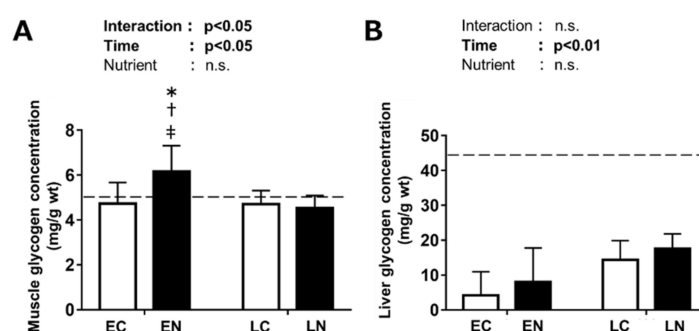 A
Interaction : p<0.05
Time : p<0.05
Nutrient : n.s.
*
†
‡
Muscle glycogen concentration
(mg/g wt)
8
6
4
2
0
EC EN LC LN
B
Interaction : n.s.
Time : p<0.01
Nutrient : n.s.
Liver glycogen concentration
(mg/g wt)
50
40
30
20
10
0
EC EN LC LN